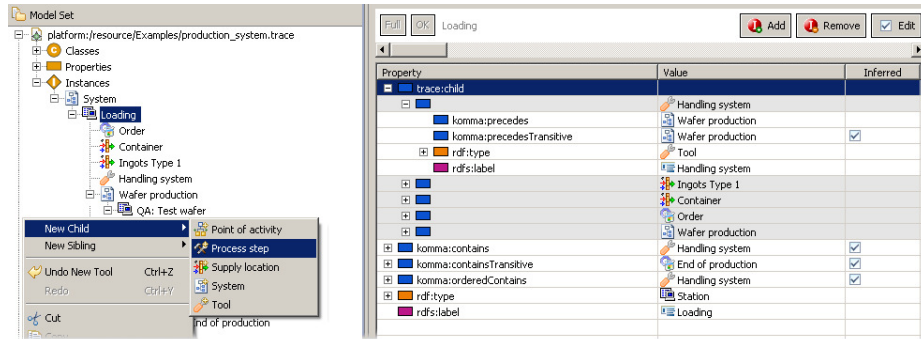 Model Set
platform:/resource/Examples/production_system.trace
Classes
Properties
Instances
System
Loading
Order
Container
Ingots Type 1
Handling system
Wafer production
QA: Test wafer
New Child
New Sibling
Undo New Tool Ctrl+Z
Redo Ctrl+Y
Cut
Copy
Point of activity
Process step
Supply location
System
Tool
nd of production
Full OK Loading Add Remove Edit
Property Value Inferred
trace:child
Handling system
komma:precedes Wafer production
komma:precedesTransitive Wafer production
rdf:type Tool
rdfs:label Handling system
Ingots Type 1
Container
Order
Wafer production
komma:contains Handling system
komma:containsTransitive End of production
komma:orderedContains Handling system
rdf:type Station
rdfs:label Loading